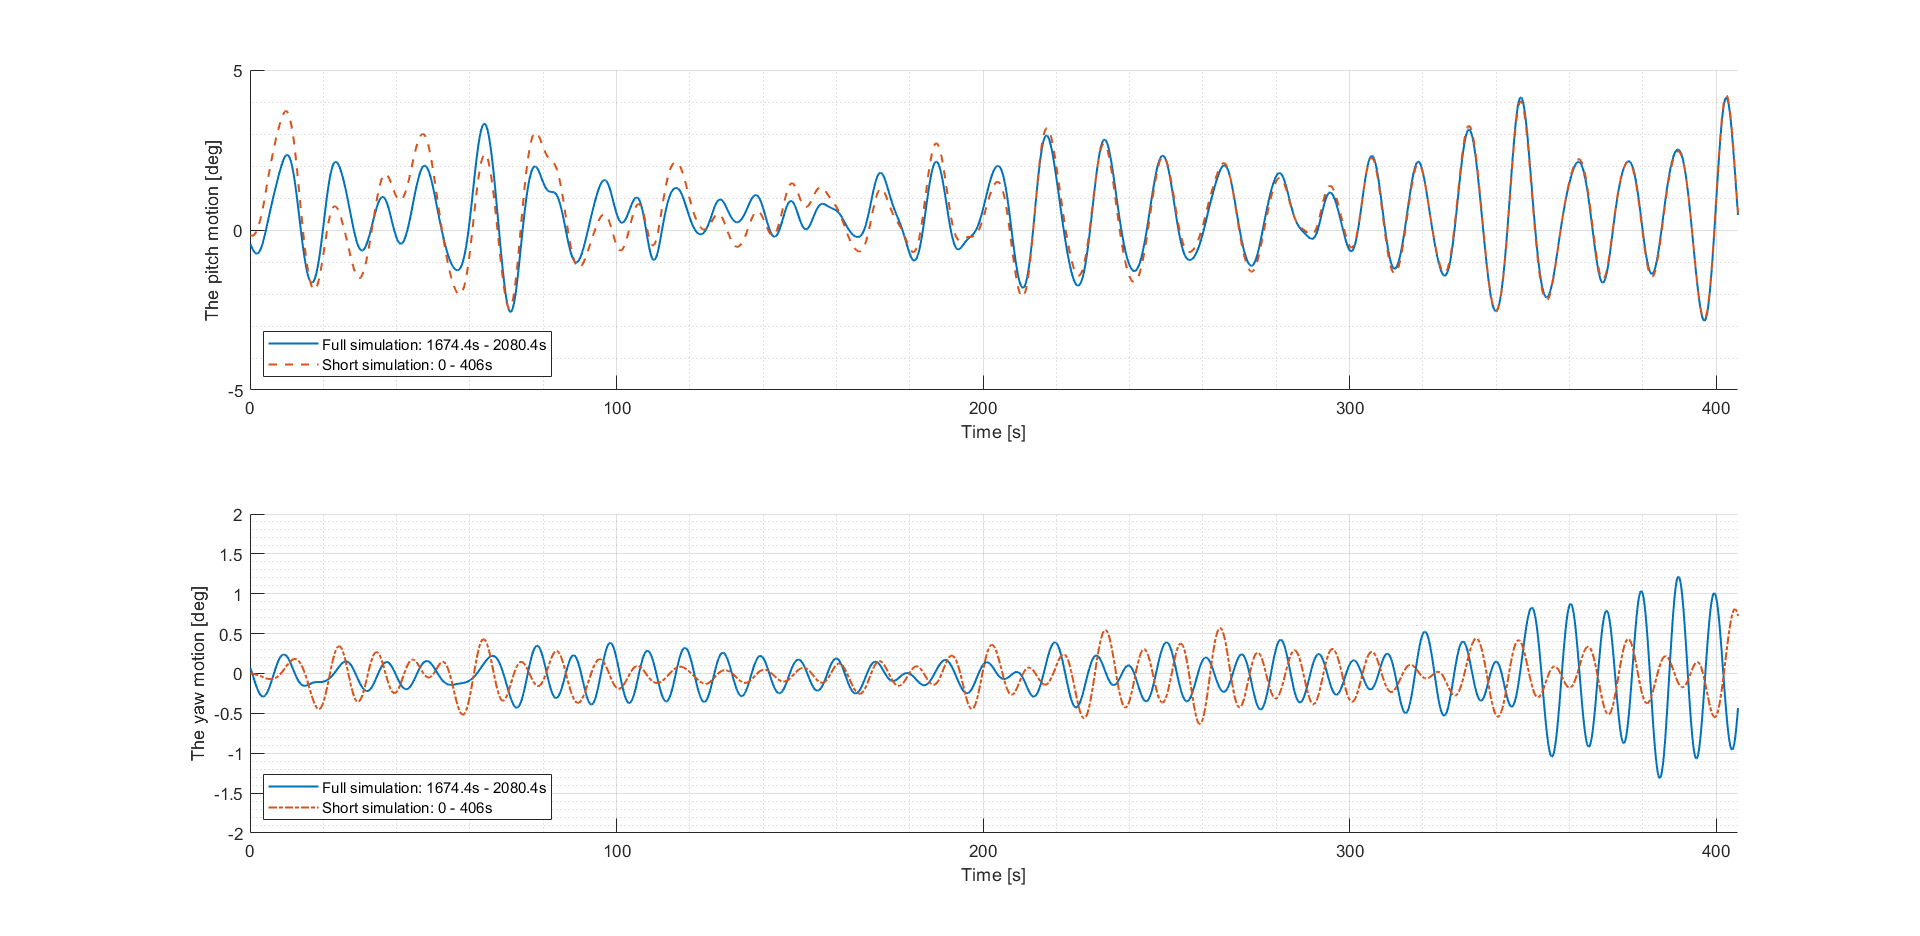 5
0
-5
The pitch motion [deg]
Full simulation: 1674.4s - 2080.4s
Short simulation: 0 - 406s
0 100 200 300 400
Time [s]
2
1.5
1
0.5
0
-0.5
-1
-1.5
-2
The yaw motion [deg]
Full simulation: 1674.4s - 2080.4s
Short simulation: 0 - 406s
0 100 200 300 400
Time [s]